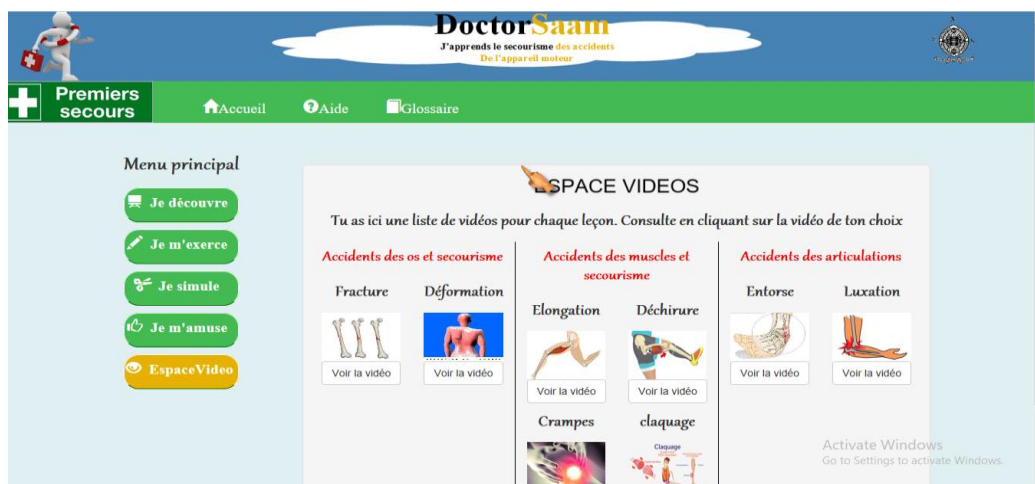 DoctorSaam
J'apprends le secourisme des accidents
De l'appareil moteur
Premiers
secours
Accueil
Aide
Glossaire
Menu principal
Je découvre
Je m'exerce
Je simule
Je m'amuse
EspaceVideo
ESPACE VIDEOS
Tu as ici une liste de vidéos pour chaque leçon. Consulte en cliquant sur la vidéo de ton choix
Accidents des os et secourisme
Fracture
Déformation
Voir la vidéo
Voir la vidéo
Accidents des muscles et
secourisme
Elongation
Déchirure
Voir la vidéo
Voir la vidéo
Crampes
claquage
Claquage
Accidents des articulations
Entorse
Luxation
Voir la vidéo
Voir la vidéo
Activate Windows
Go to Settings to activate Windows.